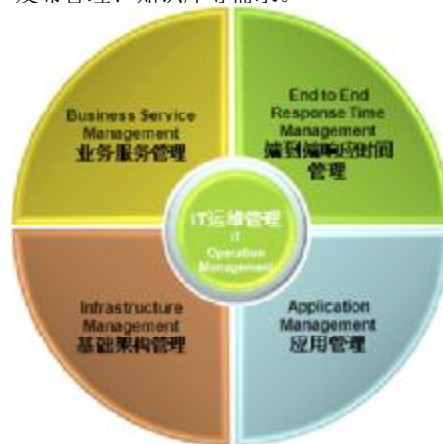 Business Service
Management
业务服务管理
End to End
Response Time
Management
端到端响应时间
管理
IT运维管理
IT
Operation
Management
Infrastructure
Management
基础架构管理
Application
Management
应用管理